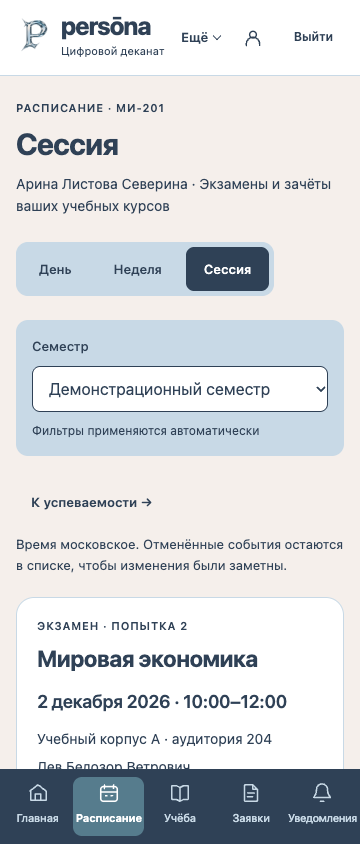 persōna
Цифровой деканат
Ещё
Выйти
РАСПИСАНИЕ · МИ-201
Сессия
Арина Листова Северина · Экзамены и зачёты
ваших учебных курсов
День Неделя Сессия
Семестр
Демонстрационный семестр
Фильтры применяются автоматически
К успеваемости →
Время московское. Отменённые события остаются
в списке, чтобы изменения были заметны.
ЭКЗАМЕН · ПОПЫТКА 2
Мировая экономика
2 декабря 2026 · 10:00–12:00
Учебный корпус А · аудитория 204
Лев Белозор Ветрович
Главная Расписание Учёба Заявки Уведомления